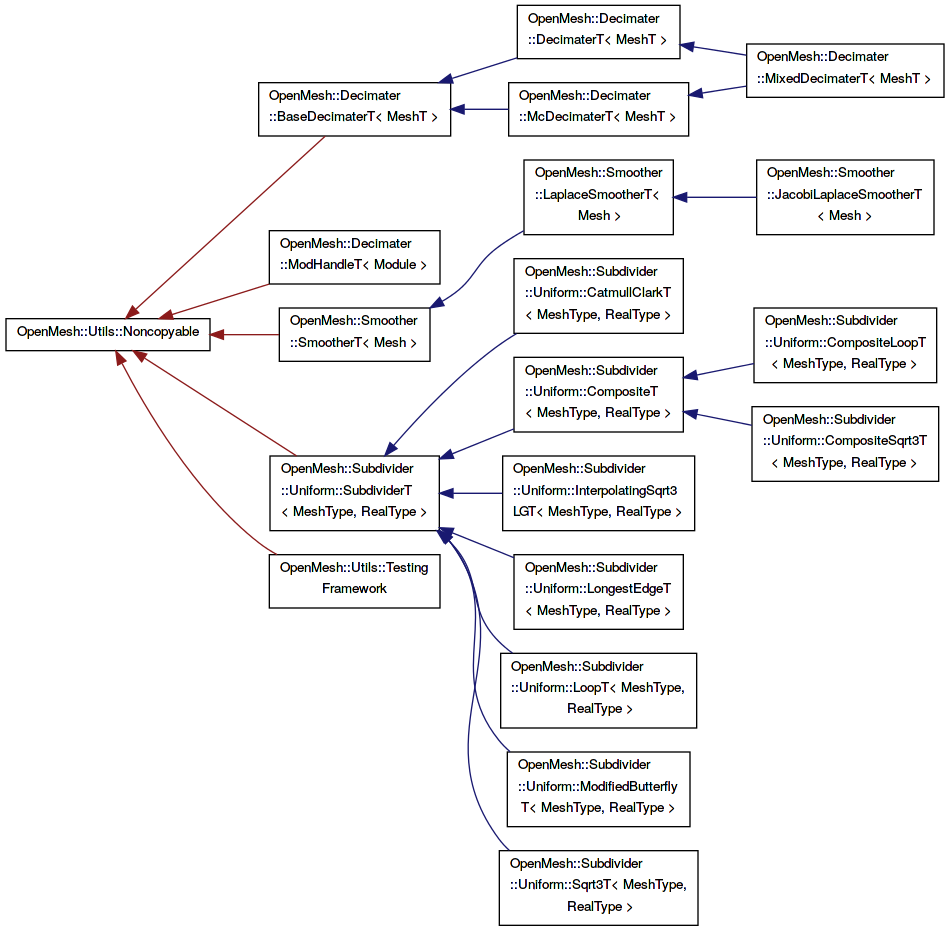 OpenMesh::Utils::Noncopyable
OpenMesh::Decimater
::BaseDecimaterT< MeshT >
OpenMesh::Decimater
::ModHandleT< Module >
OpenMesh::Smoother
::SmootherT< Mesh >
OpenMesh::Subdivider
::Uniform::SubdividerT
< MeshType, RealType >
OpenMesh::Utils::Testing
Framework
OpenMesh::Decimater
::DecimaterT< MeshT >
OpenMesh::Decimater
::McDecimaterT< MeshT >
OpenMesh::Smoother
::LaplaceSmootherT<
Mesh >
OpenMesh::Subdivider
::Uniform::CatmullClarkT
< MeshType, RealType >
OpenMesh::Subdivider
::Uniform::CompositeT
< MeshType, RealType >
OpenMesh::Subdivider
::Uniform::InterpolatingSqrt3
LGT< MeshType, RealType >
OpenMesh::Subdivider
::Uniform::LongestEdgeT
< MeshType, RealType >
OpenMesh::Subdivider
::Uniform::LoopT< MeshType,
RealType >
OpenMesh::Subdivider
::Uniform::ModifiedButterfly
T< MeshType, RealType >
OpenMesh::Subdivider
::Uniform::Sqrt3T< MeshType,
RealType >
OpenMesh::Decimater
::MixedDecimaterT< MeshT >
OpenMesh::Smoother
::JacobiLaplaceSmootherT
< Mesh >
OpenMesh::Subdivider
::Uniform::CompositeLoopT
< MeshType, RealType >
OpenMesh::Subdivider
::Uniform::CompositeSqrt3T
< MeshType, RealType >